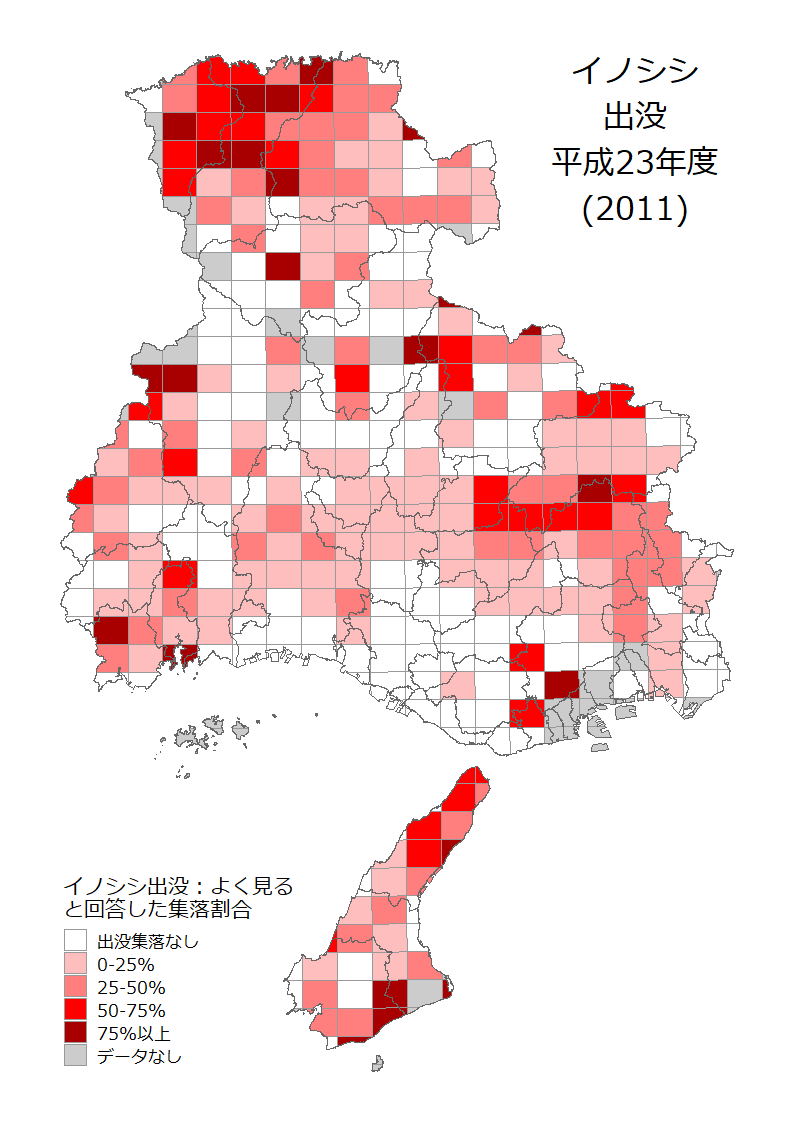 イノシシ
出没
平成23年度
(2011)
イノシシ出没：よく見る
と回答した集落割合
出没集落なし
0-25%
25-50%
50-75%
75%以上
データなし